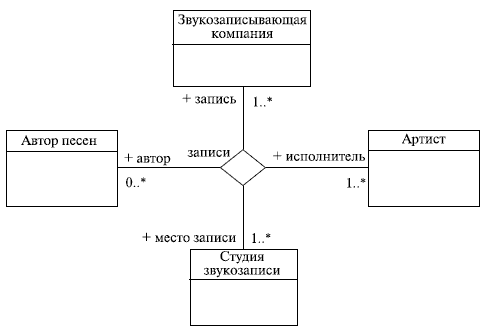 Звукозаписывающая
компания
+ запись
1..*
Автор песен
+ автор
записи
+ исполнитель
Артист
0..*
1..*
+ место записи
1..*
Студия
звукозаписи